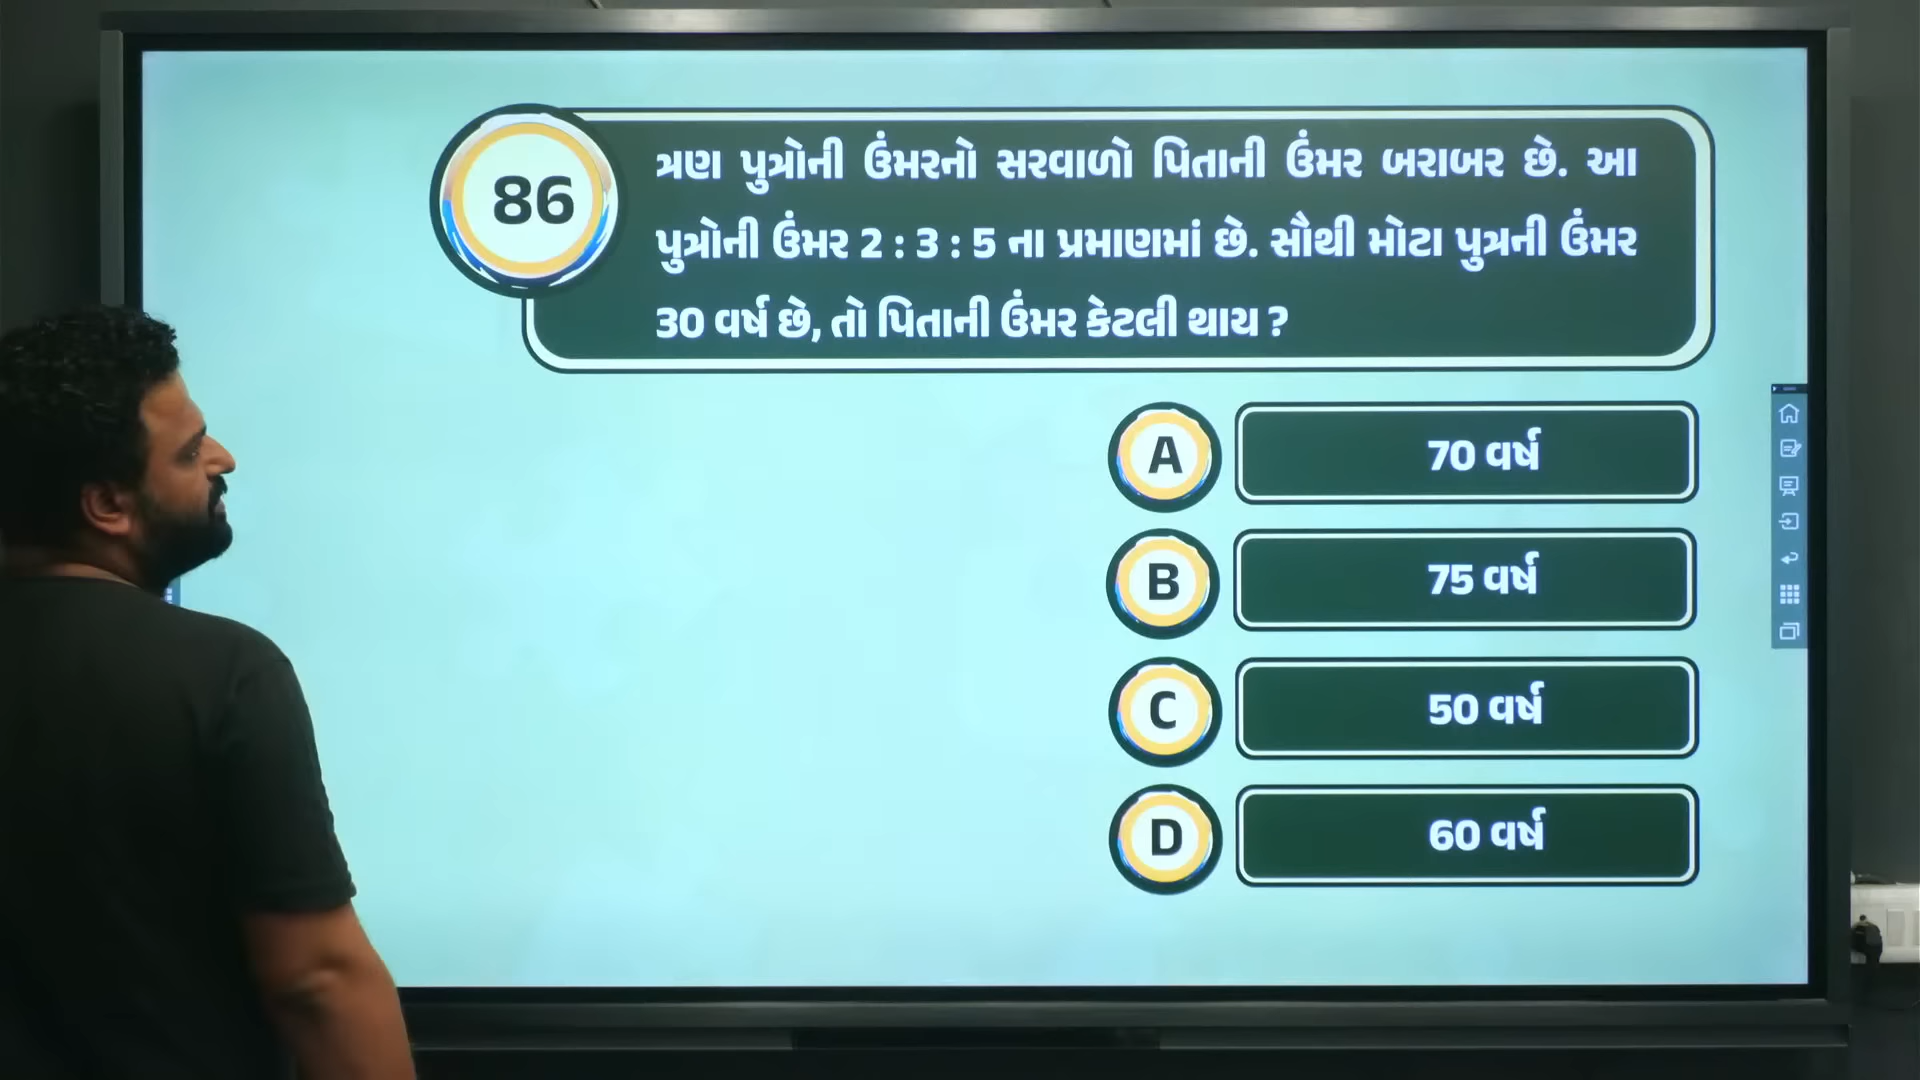 86
ત્રણ પુત્રોની ઉંમરનો સરવાળો પિતાની ઉંમર બરાબર છે. આ
પુત્રોની ઉંમર 2 : 3 : 5 ના પ્રમાણમાં છે. સૌથી મોટા પુત્રની ઉંમર
30 વર્ષ છે, તો પિતાની ઉંમર કેટલી થાય ?
A 70 વર્ષ
B 75 વર્ષ
C 50 વર્ષ
D 60 વર્ષ